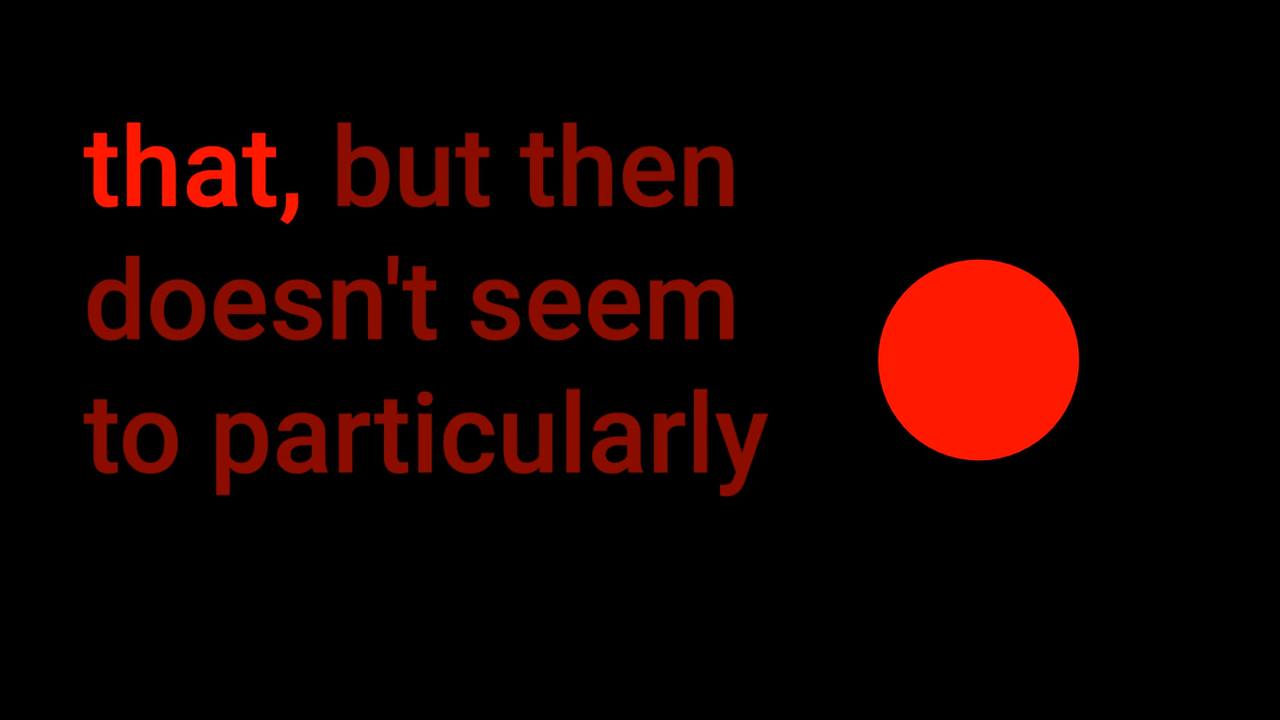 that, but then
doesn't seem
to particularly